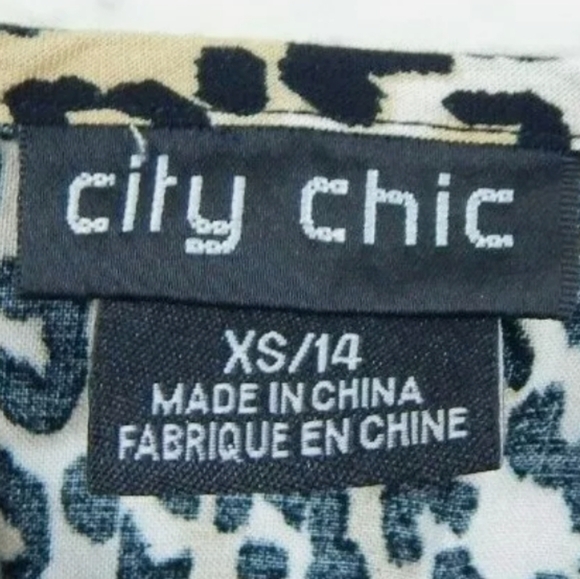 city chic
XS/14
MADE IN CHINA
FABRIQUE EN CHINE